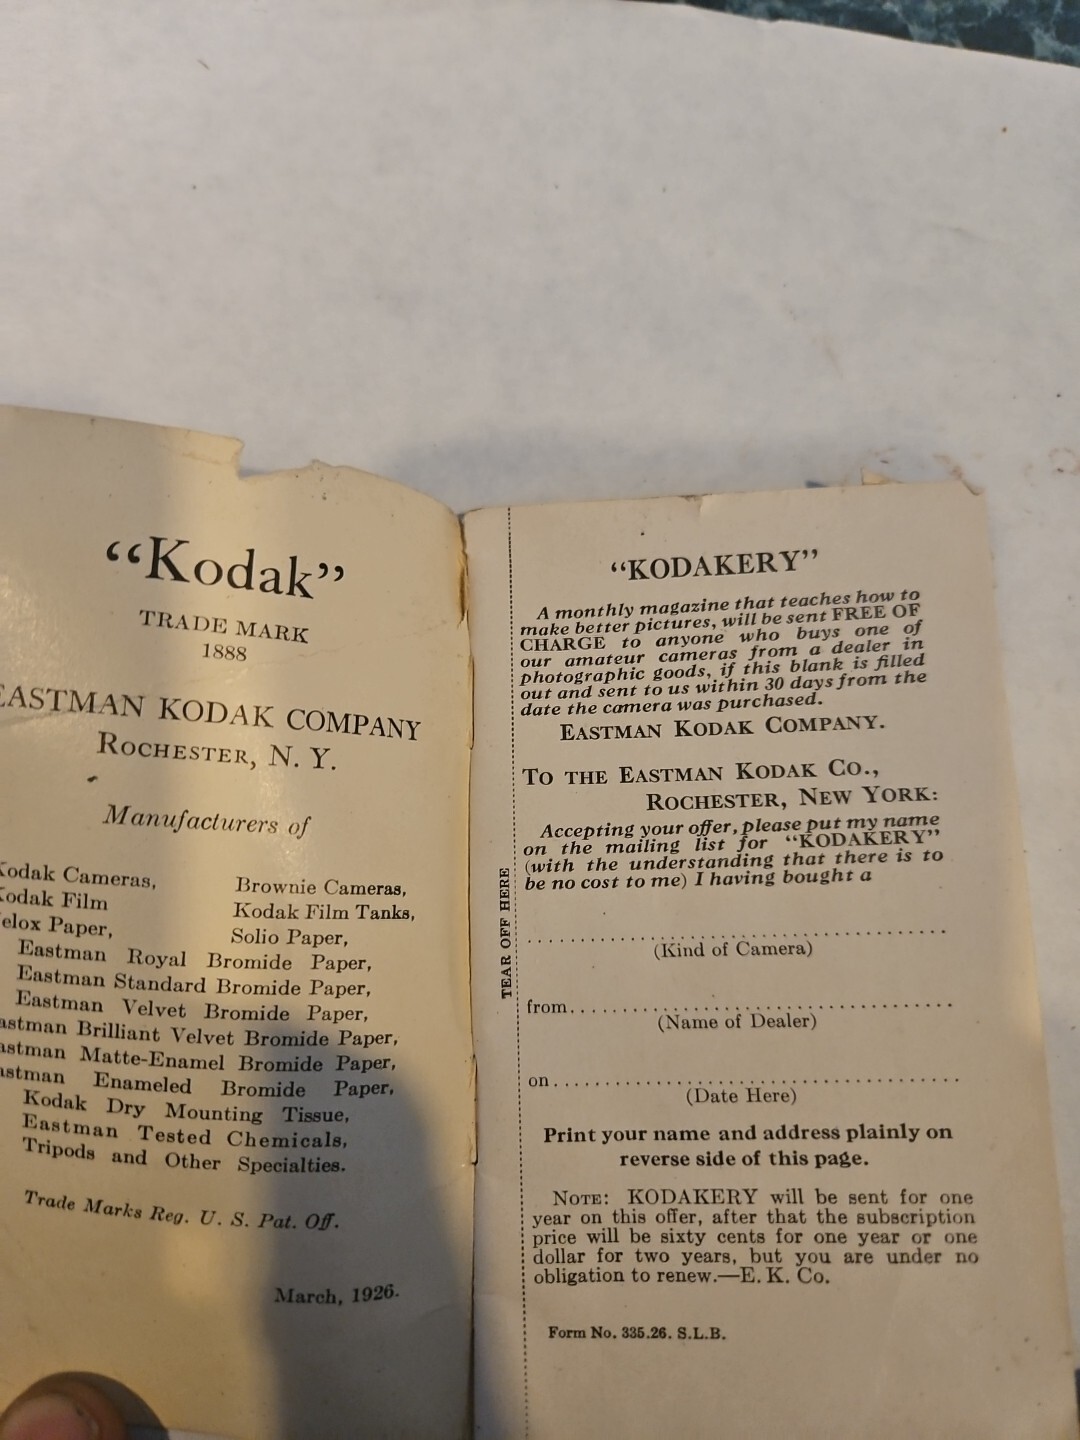 “Kodak”
TRADE MARK
1888
EASTMAN KODAK COMPANY
ROCHESTER, N. Y.
Manufacturers of
Kodak Cameras, Brownie Cameras,
Kodak Film Kodak Film Tanks,
Velox Paper, Solio Paper,
Eastman Royal Bromide Paper,
Eastman Standard Bromide Paper,
Eastman Velvet Bromide Paper,
Eastman Brilliant Velvet Bromide Paper,
Eastman Matte-Enamel Bromide Paper,
Eastman Enameled Bromide Paper,
Kodak Dry Mounting Tissue,
Eastman Tested Chemicals,
Tripods and Other Specialties.
Trade Marks Reg. U. S. Pat. Off.
March, 1926.
TEAR OFF HERE
“KODAKERY”
A monthly magazine that teaches how to
make better pictures, will be sent FREE OF
CHARGE to anyone who buys one of
our amateur cameras from a dealer in
photographic goods, if this blank is filled
out and sent to us within 30 days from the
date the camera was purchased.
EASTMAN KODAK COMPANY.
TO THE EASTMAN KODAK CO.,
ROCHESTER, NEW YORK:
Accepting your offer, please put my name
on the mailing list for “KODAKERY”
(with the understanding that there is to
be no cost to me) I having bought a
(Kind of Camera)
from
(Name of Dealer)
on
(Date Here)
Print your name and address plainly on
reverse side of this page.
NOTE: KODAKERY will be sent for one
year on this offer, after that the subscription
price will be sixty cents for one year or one
dollar for two years, but you are under no
obligation to renew.—E. K. Co.
Form No. 335.26. S.L.B.